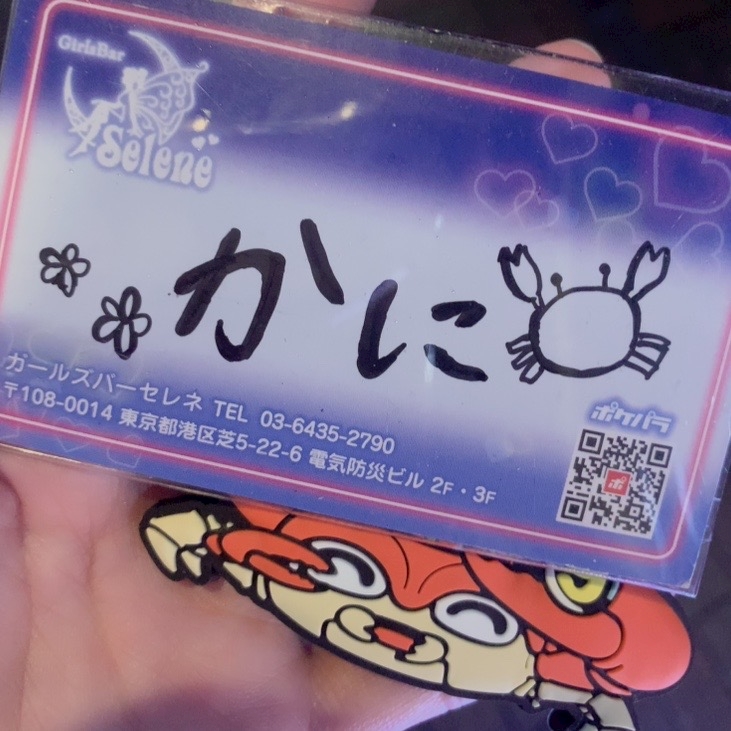 GirlsBar
Selene
かに
ガールズバーセレネ TEL 03-6435-2790
〒108-0014 東京都港区芝5-22-6 電気防災ビル 2F・3F
ポケパラ
ポ